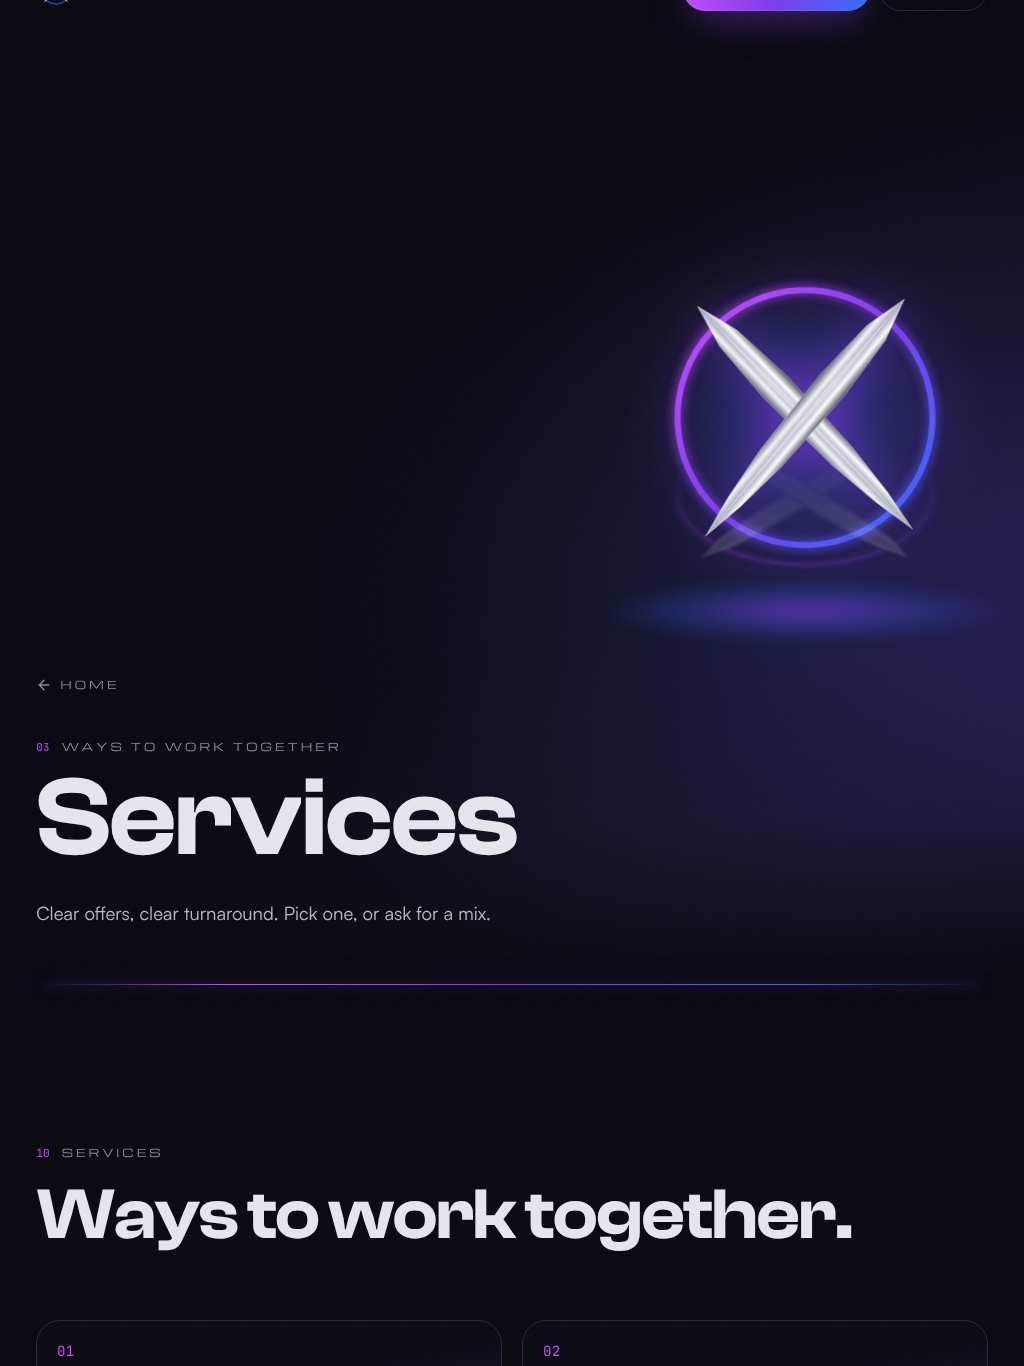 HOME
03 WAYS TO WORK TOGETHER
Services
Clear offers, clear turnaround. Pick one, or ask for a mix.
10 SERVICES
Ways to work together.
01
02